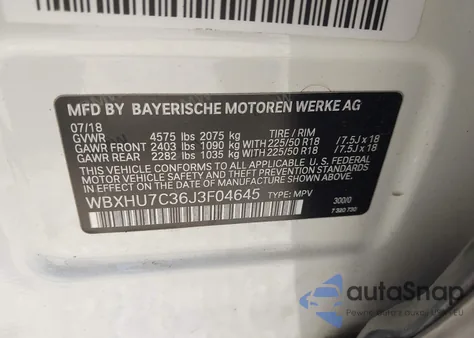 MFD BY BAYERISCHE MOTOREN WERKE AG
07/18
GVWR 4575 lbs 2075 kg TIRE / RIM
GAWR FRONT 2403 lbs 1090 kg WITH 225/50 R18 /7.5J x 18
GAWR REAR 2282 lbs 1035 kg WITH 225/50 R18 /7.5J x 18
THIS VEHICLE CONFORMS TO ALL APPLICABLE U.S. FEDERAL
MOTOR VEHICLE SAFETY STANDARDS IN EFFECT ON
THE DATE OF MANUFACTURE SHOWN ABOVE.
WBXHU7C36J3F04645 TYPE: MPV 300/0
7 320 730
autoSnap